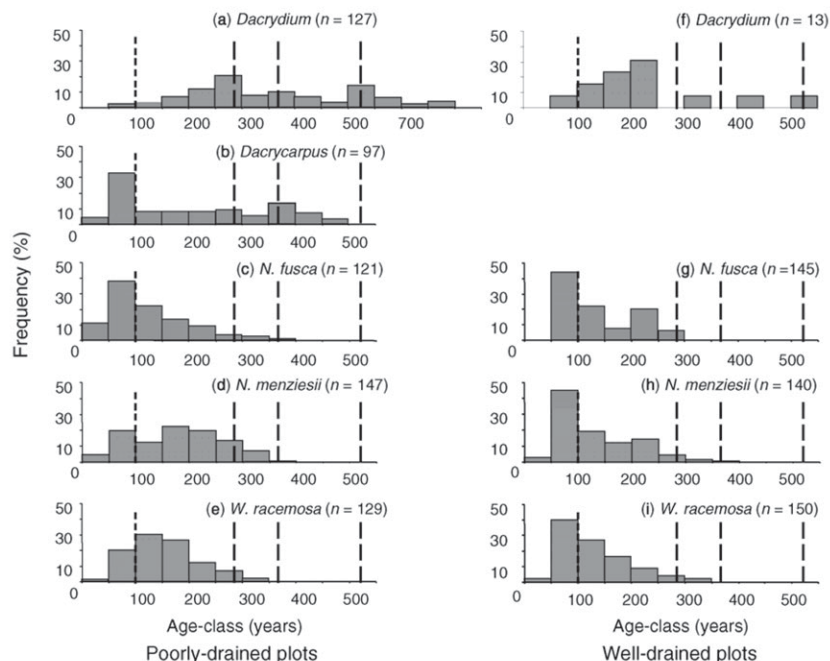 (a) Dacrydium (n = 127)
50
30
10
0
100 200 300 400 500 700
(f) Dacrydium (n = 13)
50
30
10
0
100 200 300 400 500
(b) Dacrycarpus (n = 97)
50
30
10
0
100 200 300 400 500
(c) N. fusca (n = 121)
50
30
10
0
100 200 300 400 500
(g) N. fusca (n =145)
50
30
10
0
100 200 300 400 500
(d) N. menziesii (n = 147)
50
30
10
0
100 200 300 400 500
(h) N. menziesii (n = 140)
50
30
10
0
100 200 300 400 500
(e) W. racemosa (n = 129)
50
30
10
0
100 200 300 400 500
(i) W. racemosa (n = 150)
50
30
10
0
100 200 300 400 500
Frequency (%)
Age-class (years)
Poorly-drained plots
Age-class (years)
Well-drained plots